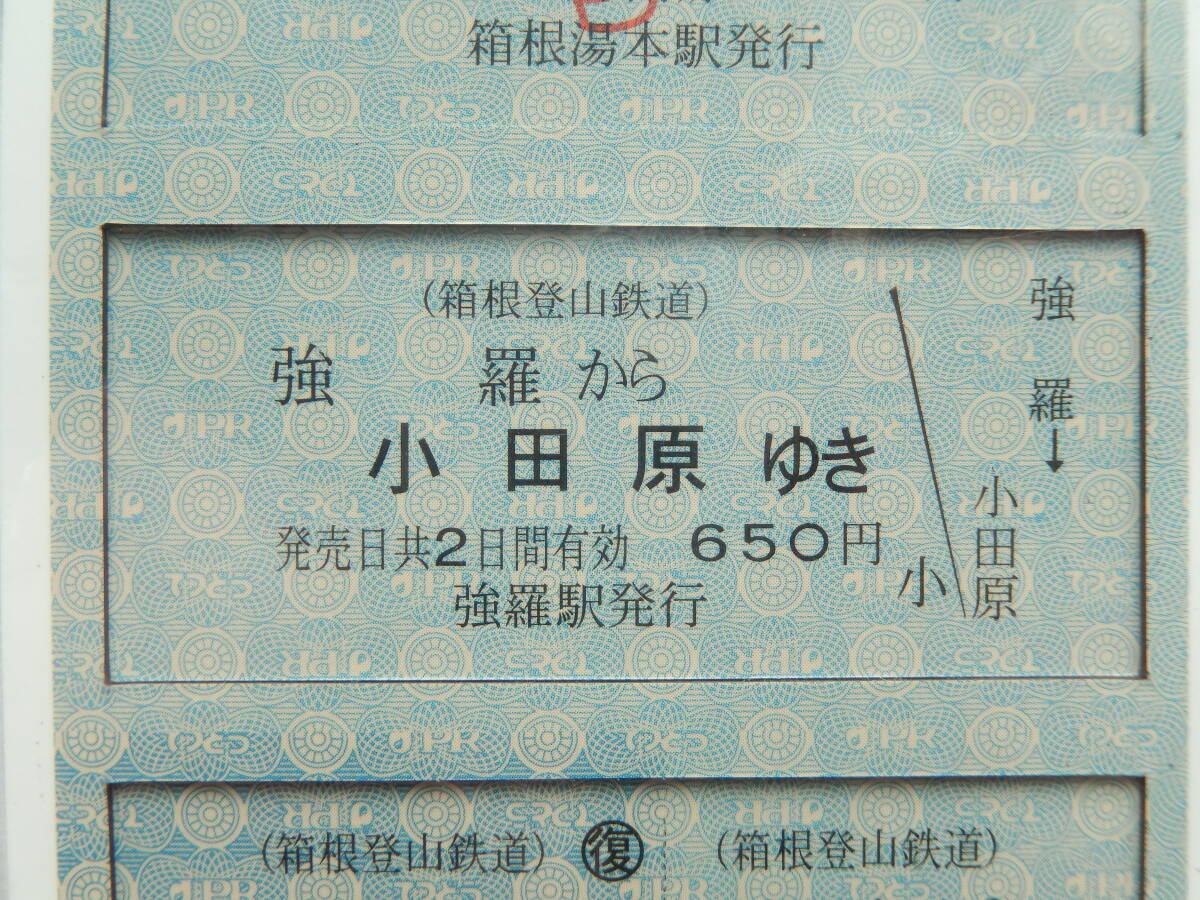 箱根湯本駅発行
(箱根登山鉄道)
強羅から
小田原ゆき
発売日共2日間有効 650円
強羅駅発行
小
強羅→小田原
(箱根登山鉄道) 復 (箱根登山鉄道)